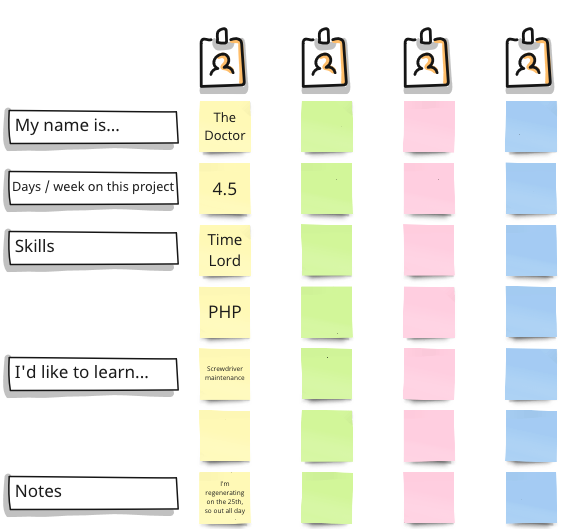 My name is...
The
Doctor
Days / week on this project
4.5
Skills
Time
Lord
PHP
I'd like to learn...
Screwdriver
maintenance
Notes
I'm
regenerating
on the 25th,
so out all day